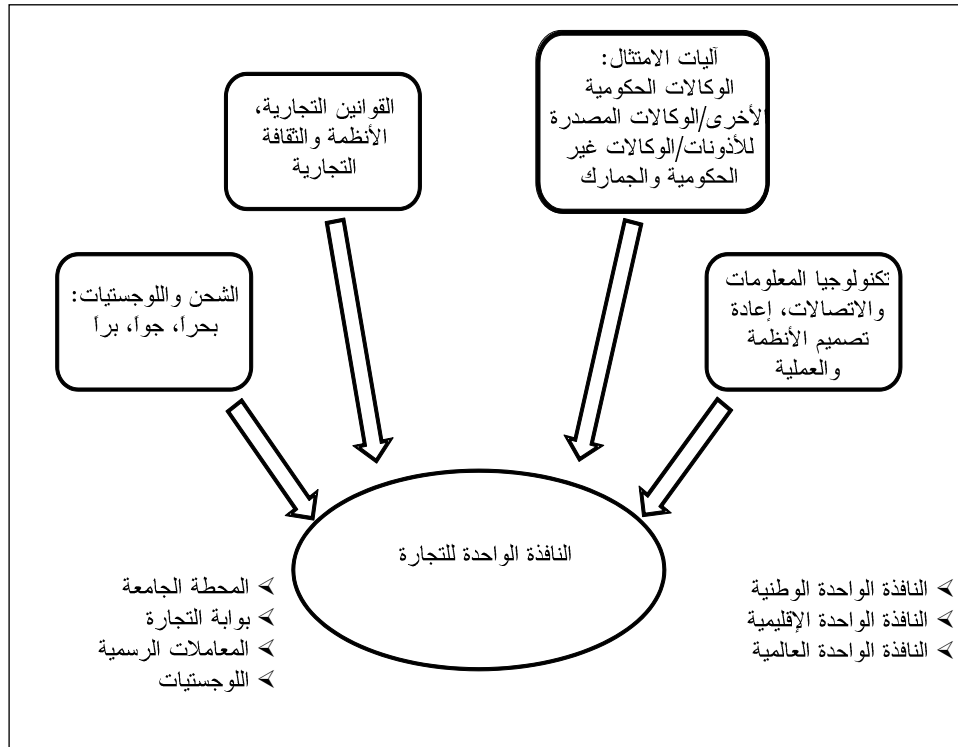 آليات الامتثال:
الوكالات الحكومية
الأخرى/الوكالات المصدرة
للأذونات/الوكالات غير
الحكومية والجمارك
القوانين التجارية،
الأنظمة والثقافة
التجارية
تكنولوجيا المعلومات
والاتصالات، إعادة
تصميم الأنظمة
والعملية
الشحن واللوجستيات:
بحراً، جواً، براً
النافذة الواحدة للتجارة
النافذة الواحدة الوطنية
النافذة الواحدة الإقليمية
النافذة الواحدة العالمية
المحطة الجامعة
بوابة التجارة
المعاملات الرسمية
اللوجستيات